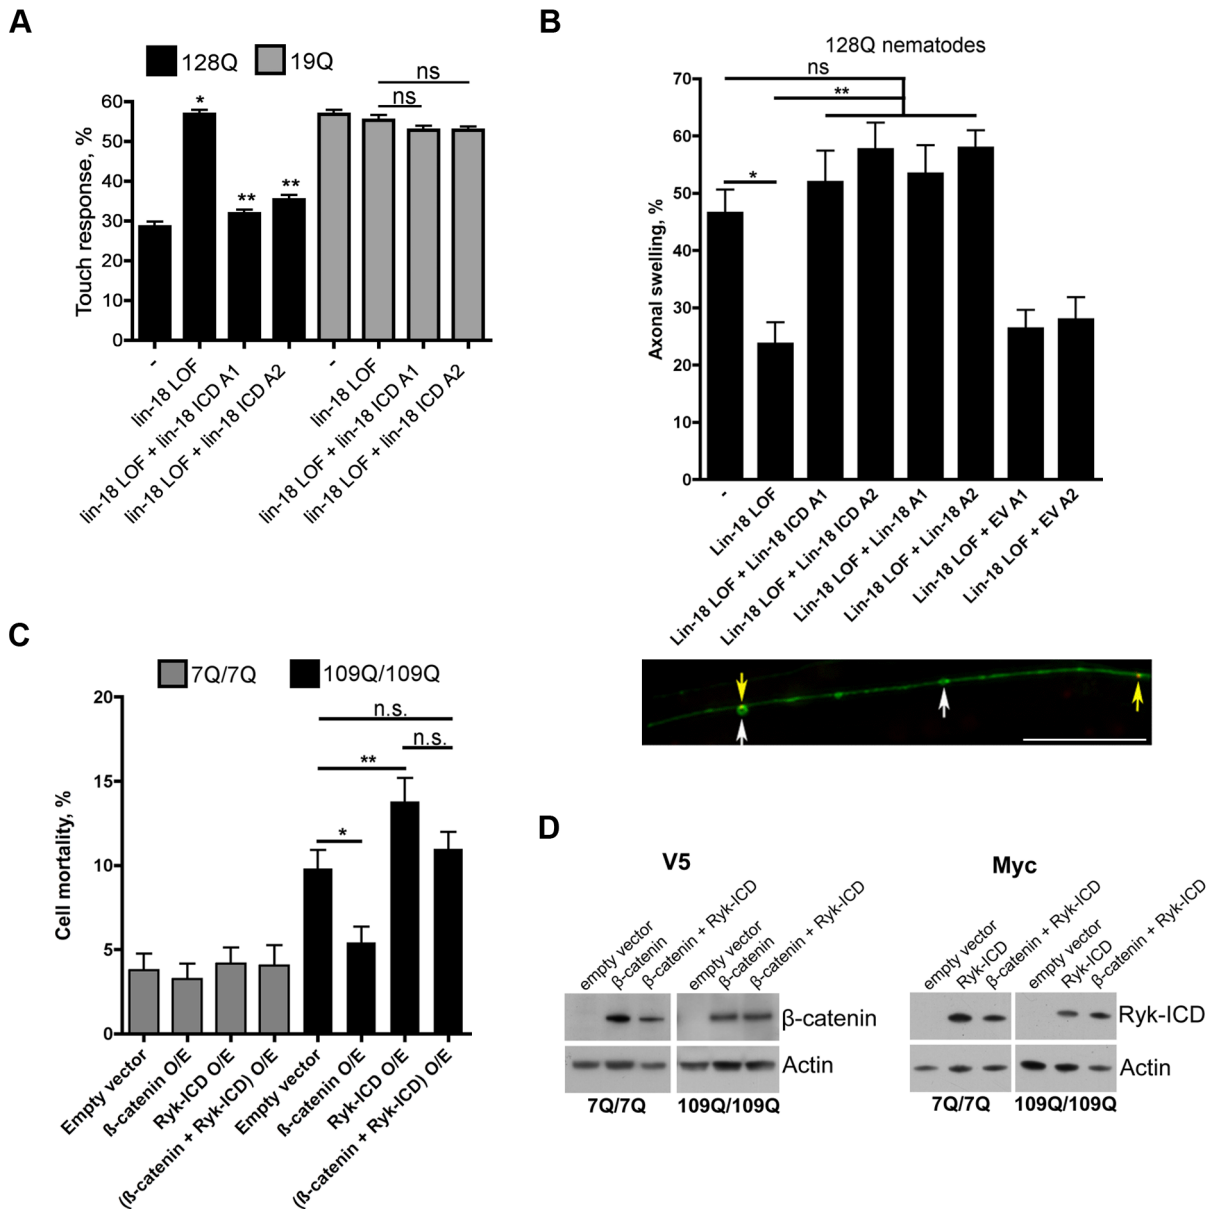 A
128Q
19Q
Touch response, %
60
50
40
30
20
10
0
*
**
**
ns
ns
-
lin-18 LOF
lin-18 LOF + lin-18 ICD A1
lin-18 LOF + lin-18 ICD A2
-
lin-18 LOF
lin-18 LOF + lin-18 ICD A1
lin-18 LOF + lin-18 ICD A2
B
128Q nematodes
Axonal swelling, %
70
60
50
40
30
20
10
0
ns
**
*
-
Lin-18 LOF
Lin-18 LOF + Lin-18 ICD A1
Lin-18 LOF + Lin-18 ICD A2
Lin-18 LOF + Lin-18 A1
Lin-18 LOF + Lin-18 A2
Lin-18 LOF + EV A1
Lin-18 LOF + EV A2
C
7Q/7Q
109Q/109Q
Cell mortality, %
20
15
10
5
0
n.s.
n.s.
**
*
Empty vector
ß-catenin O/E
Ryk-ICD O/E
(ß-catenin + Ryk-ICD) O/E
Empty vector
ß-catenin O/E
Ryk-ICD O/E
(ß-catenin + Ryk-ICD) O/E
D
V5
empty vector
β-catenin
β-catenin + Ryk-ICD
empty vector
β-catenin
β-catenin + Ryk-ICD
β-catenin
Actin
7Q/7Q
109Q/109Q
Myc
empty vector
Ryk-ICD
β-catenin + Ryk-ICD
empty vector
Ryk-ICD
β-catenin + Ryk-ICD
Ryk-ICD
Actin
7Q/7Q
109Q/109Q